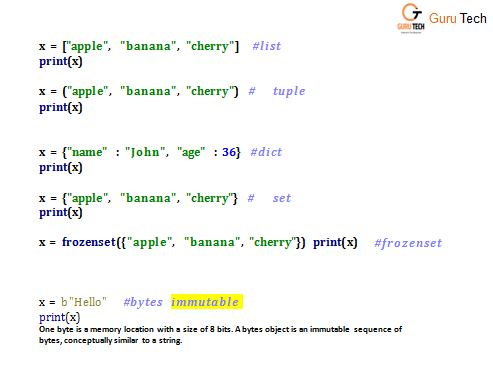 GURU TECH
Guru Tech
x = ["apple", "banana", "cherry"] #list
print(x)
x = ("apple", "banana", "cherry") # tuple
print(x)
x = {"name" : "John", "age" : 36} #dict
print(x)
x = {"apple", "banana", "cherry"} # set
print(x)
x = frozenset({"apple", "banana", "cherry"}) print(x) #frozenset
x = b"Hello" #bytes immutable
print(x)
One byte is a memory location with a size of 8 bits. A bytes object is an immutable sequence of
bytes, conceptually similar to a string.